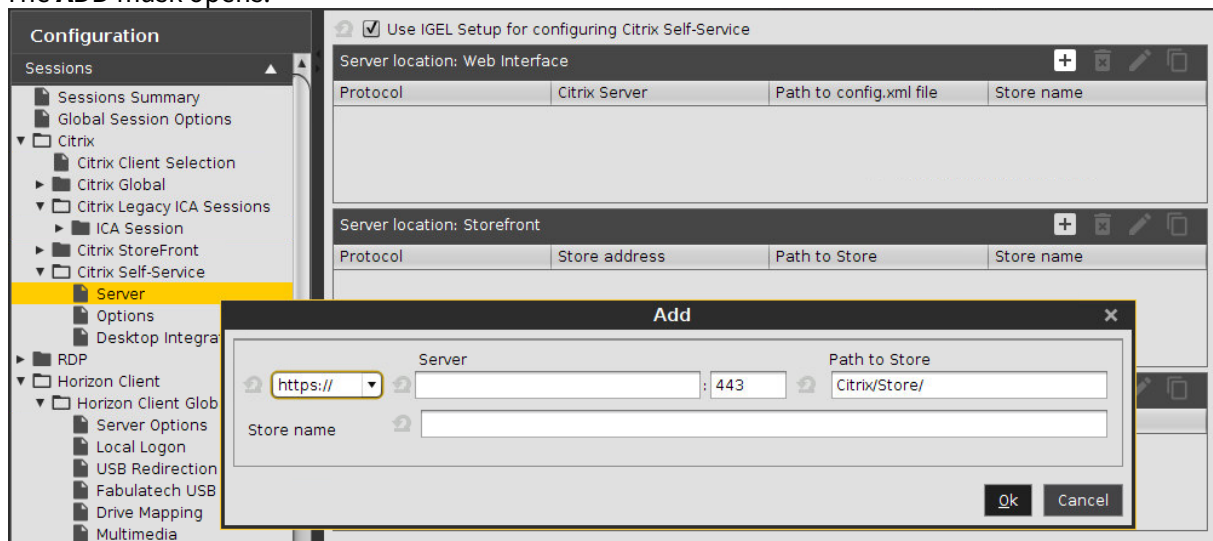 The ADD mask opens.
Configuration
Sessions
Sessions Summary
Global Session Options
Citrix
Citrix Client Selection
Citrix Global
Citrix Legacy ICA Sessions
ICA Session
Citrix StoreFront
Citrix Self-Service
Server
Options
Desktop Integra
RDP
Horizon Client
Horizon Client Glob
Server Options
Local Logon
USB Redirection
Fabulatech USB
Drive Mapping
Multimedia
Use IGEL Setup for configuring Citrix Self-Service
Server location: Web Interface
Protocol Citrix Server Path to config.xml file Store name
Server location: Storefront
Protocol Store address Path to Store Store name
Add
Server Path to Store
https:// : 443 Citrix/Store/
Store name
Ok Cancel